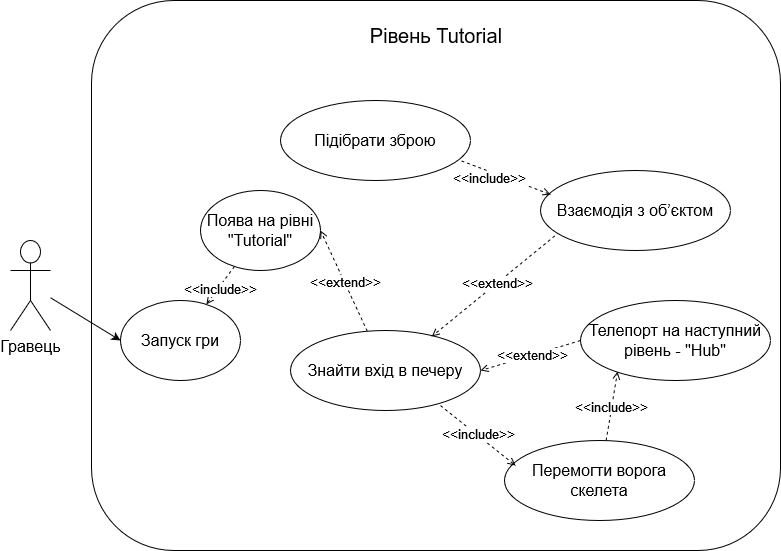 Рівень Tutorial
Підібрати зброю
<<include>>
Взаємодія з об’єктом
Поява на рівні
"Tutorial"
<<include>>
<<extend>>
<<extend>>
Гравець
Запуск гри
Знайти вхід в печеру
<<extend>>
Телепорт на наступний
рівень - "Hub"
<<include>>
<<include>>
Перемогти ворога
скелета